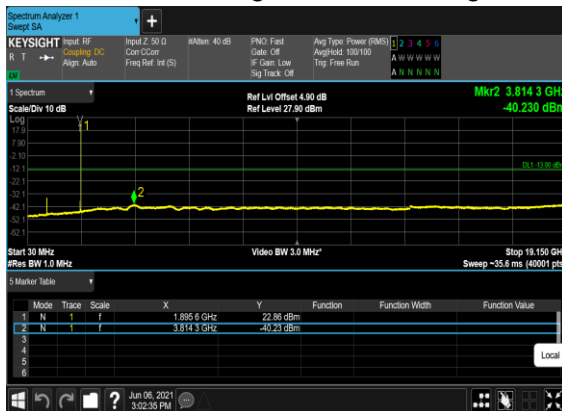 Spectrum Analyzer 1
Swept SA
KEYSIGHT Input: RF Input Z: 50 Ω #Atten: 40 dB PNO: Fast Avg Type: Power (RMS) 1 2 3 4 5 6
R T Coupling: DC Corr CCorr Gate: Off Avg|Hold: 100/100 A W W W W W
Align: Auto Freq Ref: Int (S) IF Gain: Low Trig: Free Run
Sig Track: Off A N N N N N
1 Spectrum Ref Lvl Offset 4.90 dB Mkr2 3.814 3 GHz
Scale/Div 10 dB Ref Level 27.90 dBm -40.230 dBm
Log
17.9 1
7.90
-2.10
-12.1 DL1 -13.00 dBm
-22.1
-32.1 2
-42.1
-52.1
-62.1
Start 30 MHz Video BW 3.0 MHz* Stop 19.150 GH
#Res BW 1.0 MHz Sweep ~35.6 ms (40001 pts
5 Marker Table
Mode Trace Scale X Y Function Function Width Function Value
1 N 1 f 1.895 6 GHz 22.86 dBm
2 N 1 f 3.814 3 GHz -40.23 dBm
3
4
5 Local
6
Jun 06, 2021
3:02:35 PM